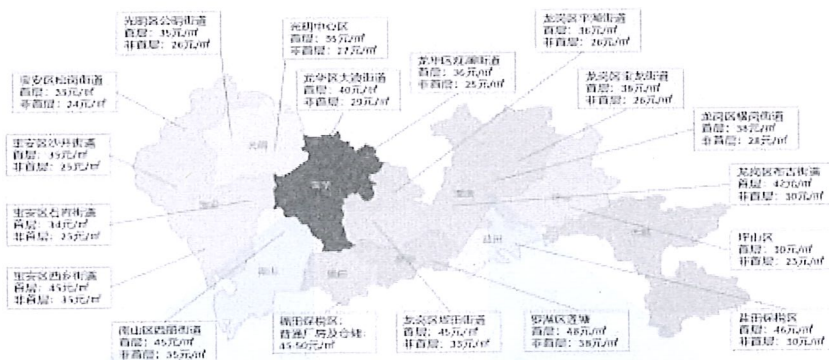 光明区公明街道
首层：35元/㎡
非首层：26元/㎡
光明中心区
首层：35元/㎡
非首层：27元/㎡
龙岗区平湖街道
首层：36元/㎡
非首层：26元/㎡
宝安区松岗街道
首层：33元/㎡
非首层：24元/㎡
龙华区大浪街道
首层：40元/㎡
非首层：29元/㎡
龙华区观澜街道
首层：36元/㎡
非首层：25元/㎡
龙岗区宝龙街道
首层：36元/㎡
非首层：26元/㎡
宝安区沙井街道
首层：35元/㎡
非首层：25元/㎡
龙岗区横岗街道
首层：38元/㎡
非首层：28元/㎡
宝安区石岩街道
首层：34元/㎡
非首层：25元/㎡
龙岗区布吉街道
首层：42元/㎡
非首层：30元/㎡
宝安区西乡街道
首层：45元/㎡
非首层：35元/㎡
坪山区
首层：30元/㎡
非首层：23元/㎡
南山区西丽街道
首层：45元/㎡
非首层：35元/㎡
福田保税区：
普通厂房及仓储：
45-50元/㎡
龙岗区坂田街道
首层：45元/㎡
非首层：33元/㎡
罗湖区莲塘
首层：48元/㎡
非首层：38元/㎡
盐田保税区
首层：46元/㎡
非首层：30元/㎡
光明
龙华
盐田